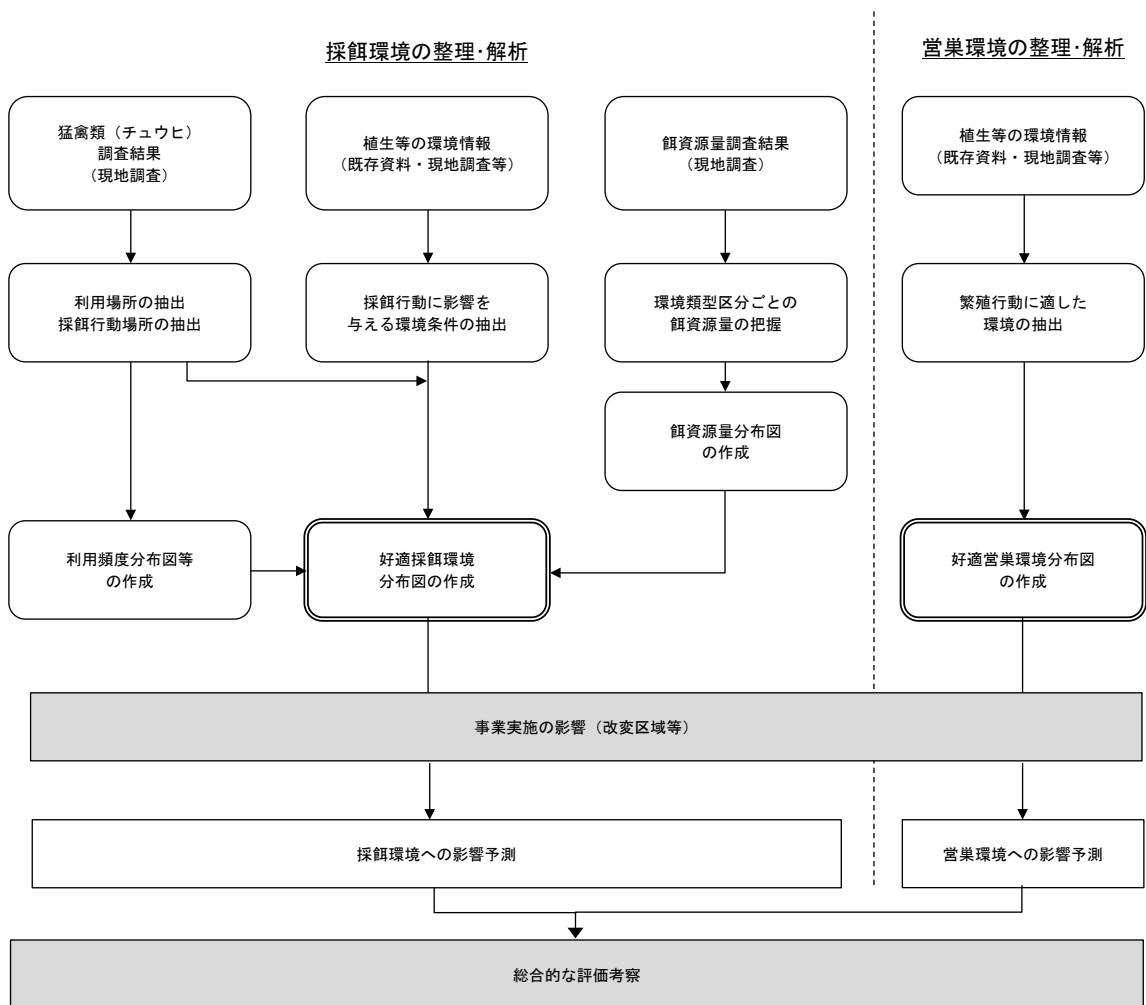 採餌環境の整理・解析
営巣環境の整理・解析
猛禽類（チュウヒ）
調査結果
（現地調査）
植生等の環境情報
（既存資料・現地調査等）
餌資源量調査結果
（現地調査）
植生等の環境情報
（既存資料・現地調査等）
利用場所の抽出
採餌行動場所の抽出
採餌行動に影響を
与える環境条件の抽出
環境類型区分ごとの
餌資源量の把握
繁殖行動に適した
環境の抽出
餌資源量分布図
の作成
利用頻度分布図等
の作成
好適採餌環境
分布図の作成
好適営巣環境分布図
の作成
事業実施の影響（改変区域等）
採餌環境への影響予測
営巣環境への影響予測
総合的な評価考察